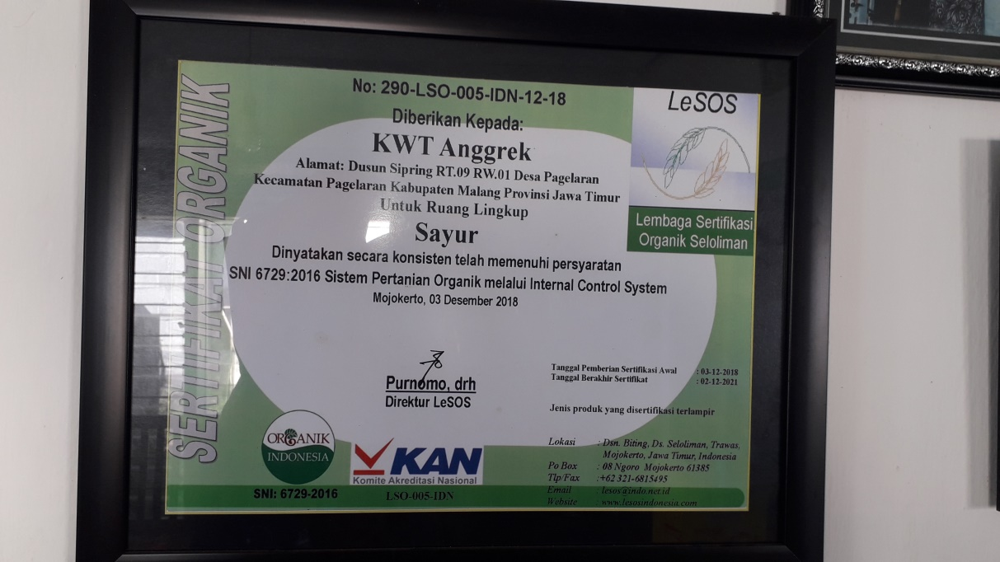 SERTIFIKAT ORGANIK
No: 290-LSO-005-IDN-12-18
Diberikan Kepada:
KWT Anggrek
Alamat: Dusun Sipring RT.09 RW.01 Desa Pagelaran
Kecamatan Pagelaran Kabupaten Malang Provinsi Jawa Timur
Untuk Ruang Lingkup
Sayur
Dinyatakan secara konsisten telah memenuhi persyaratan
SNI 6729:2016 Sistem Pertanian Organik melalui Internal Control System
Mojokerto, 03 Desember 2018
LeSOS
Lembaga Sertifikasi
Organik Seloliman
Purnomo, drh
Direktur LeSOS
Tanggal Pemberian Sertifikasi Awal : 03-12-2018
Tanggal Berakhir Sertifikat : 02-12-2021
Jenis produk yang disertifikasi terlampir
Lokasi : Dsn. Biting, Ds. Seloliman, Trawas,
Mojokerto, Jawa Timur, Indonesia
Po Box : 08 Ngoro Mojokerto 61385
Tlp/Fax :+62 321-6815495
Email : lesos@indo.net.id
Website : www.lesosindonesia.com
ORGANIK
INDONESIA
SNI: 6729-2016
KAN
Komite Akreditasi Nasional
LSO-005-IDN